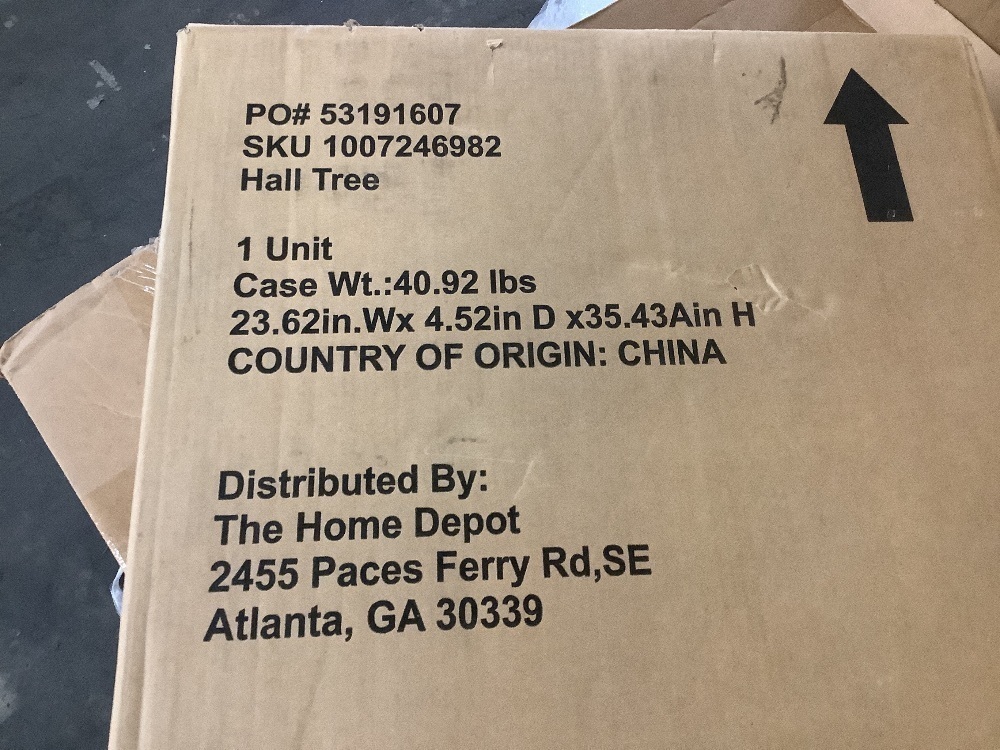 PO# 53191607
SKU 1007246982
Hall Tree
1 Unit
Case Wt.:40.92 lbs
23.62in.Wx 4.52in D x35.43Ain H
COUNTRY OF ORIGIN: CHINA
Distributed By:
The Home Depot
2455 Paces Ferry Rd,SE
Atlanta, GA 30339